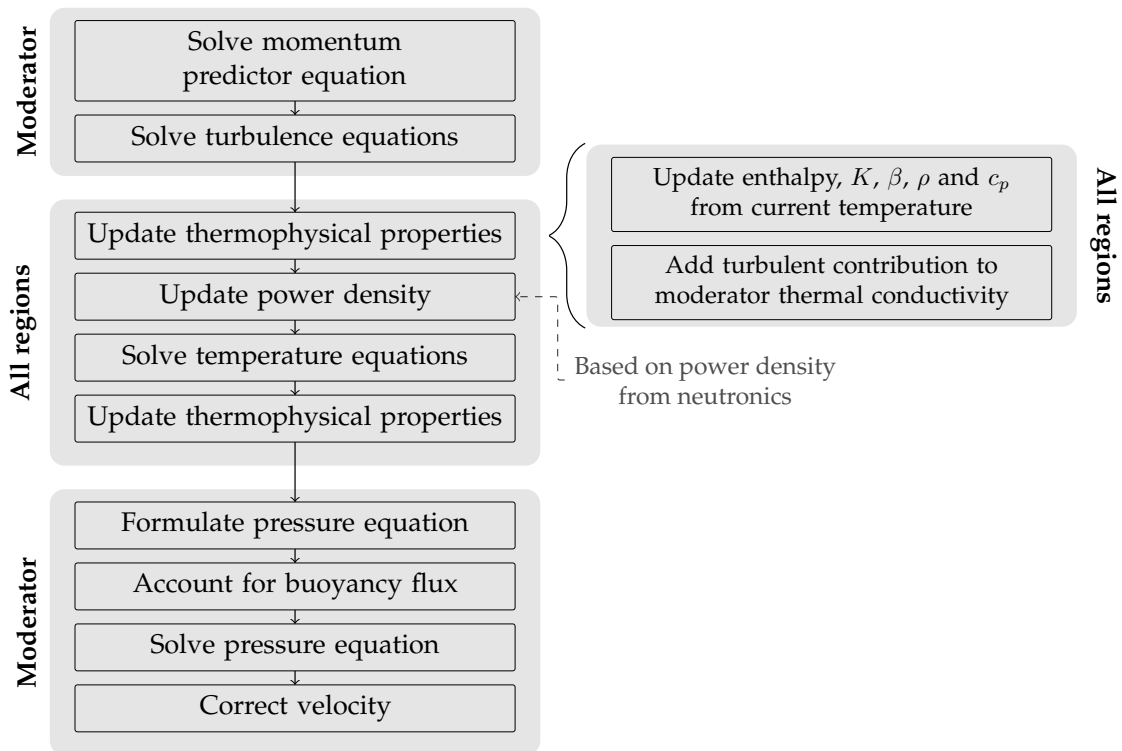 Moderator
Solve momentum
predictor equation
Solve turbulence equations
All regions
Update thermophysical properties
Update power density
Solve temperature equations
Update thermophysical properties
Update enthalpy, K, β, ρ and c_p
from current temperature
Add turbulent contribution to
moderator thermal conductivity
All regions
Based on power density
from neutronics
Moderator
Formulate pressure equation
Account for buoyancy flux
Solve pressure equation
Correct velocity